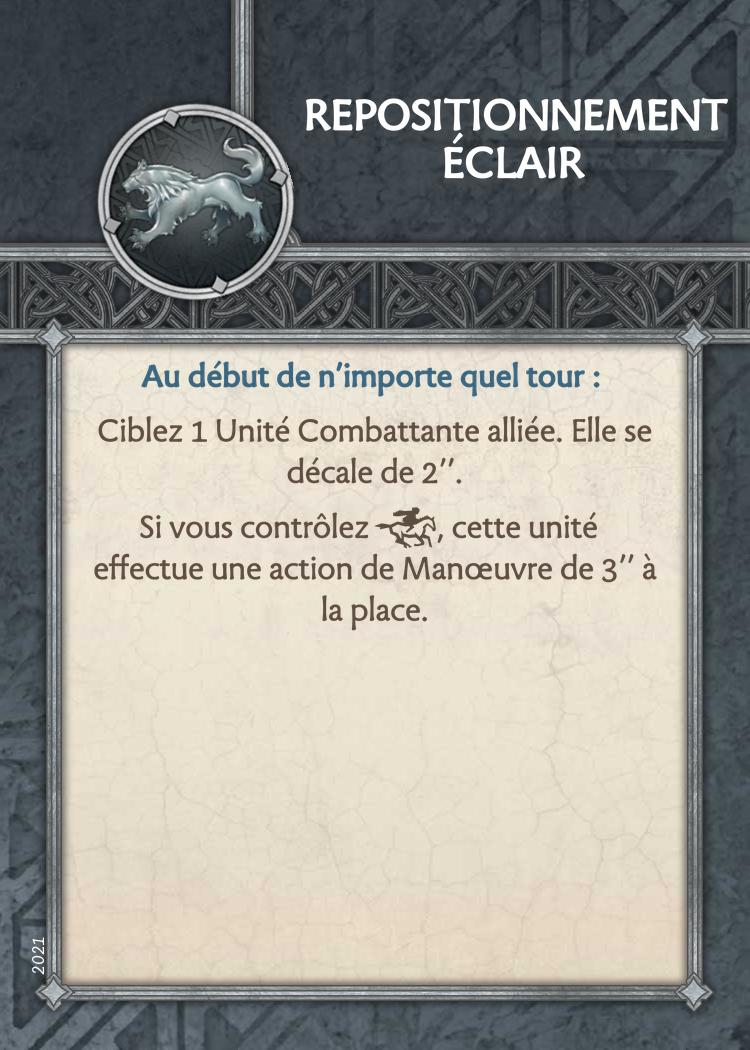 REPOSITIONNEMENT
ÉCLAIR
Au début de n’importe quel tour :
Ciblez 1 Unité Combattante alliée. Elle se
décale de 2’’.
Si vous contrôlez , cette unité
effectue une action de Manœuvre de 3’’ à
la place.
2021